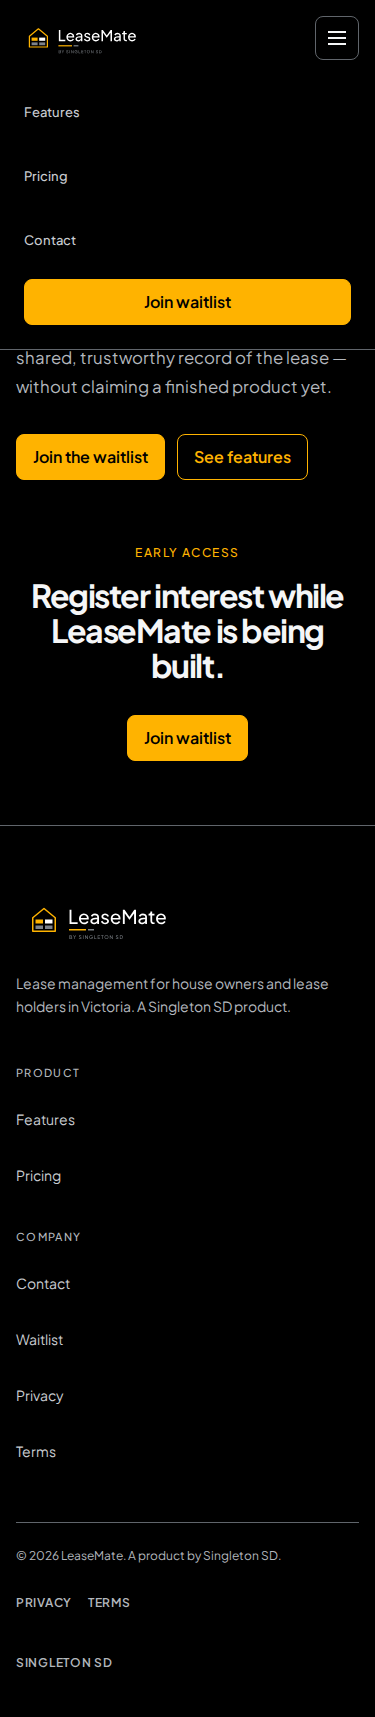 LeaseMate
BY SINGLETON SD
Features
Pricing
Contact
Join waitlist
shared, trustworthy record of the lease —
without claiming a finished product yet.
Join the waitlist
See features
EARLY ACCESS
Register interest while
LeaseMate is being
built.
Join waitlist
LeaseMate
BY SINGLETON SD
Lease management for house owners and lease
holders in Victoria. A Singleton SD product.
PRODUCT
Features
Pricing
COMPANY
Contact
Waitlist
Privacy
Terms
© 2026 LeaseMate. A product by Singleton SD.
PRIVACY TERMS
SINGLETON SD